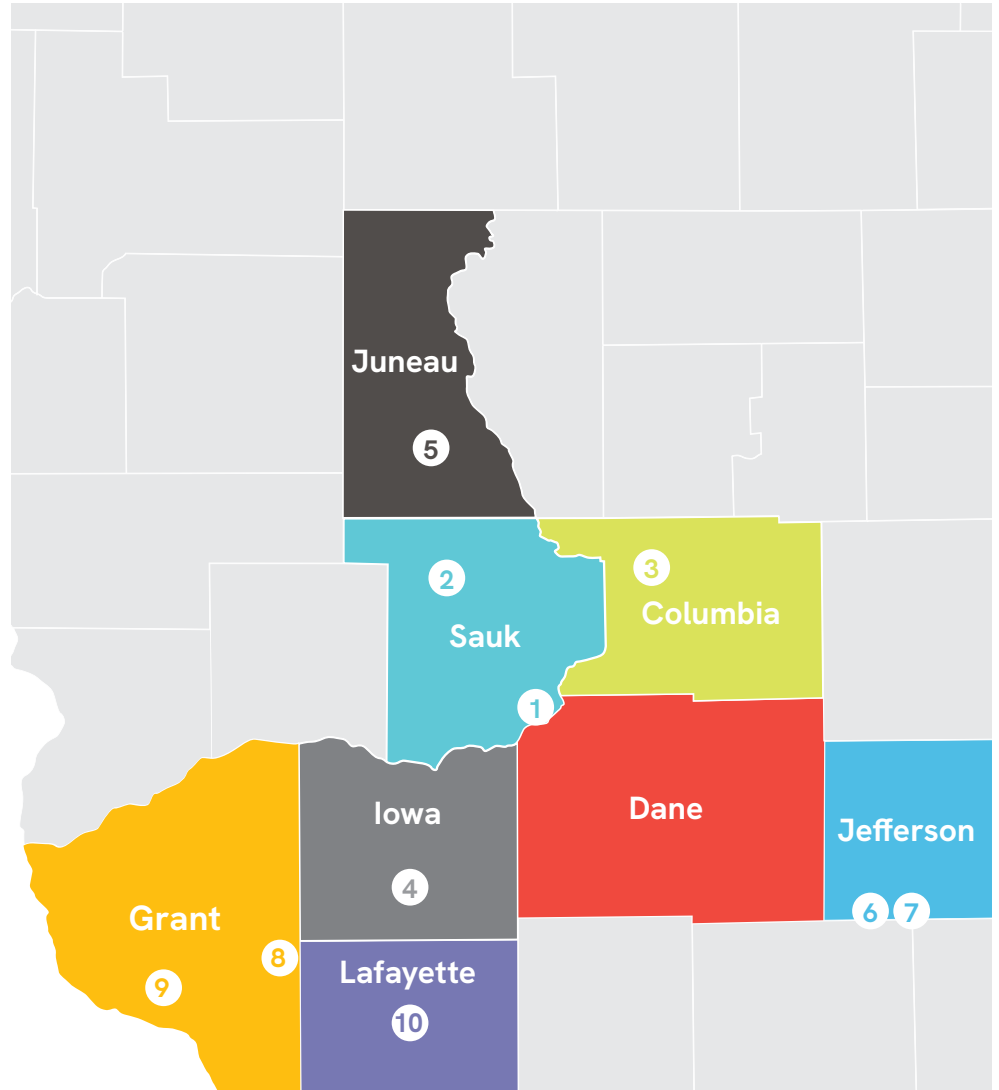 Juneau
5
2
3
Columbia
Sauk
1
Iowa
Dane
Jefferson
4
6 7
Grant
8
Lafayette
9
10